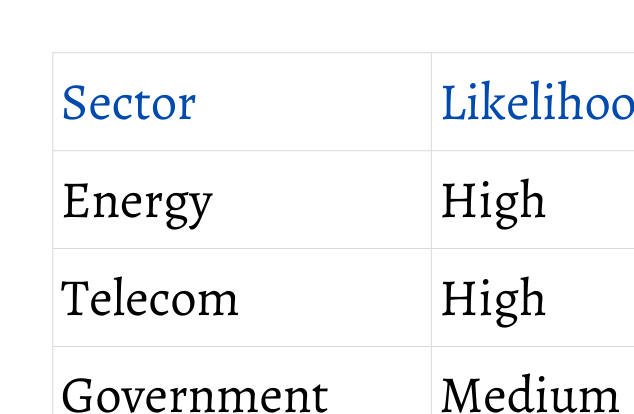 Sector Likelihoo
Energy High
Telecom High
Government Medium